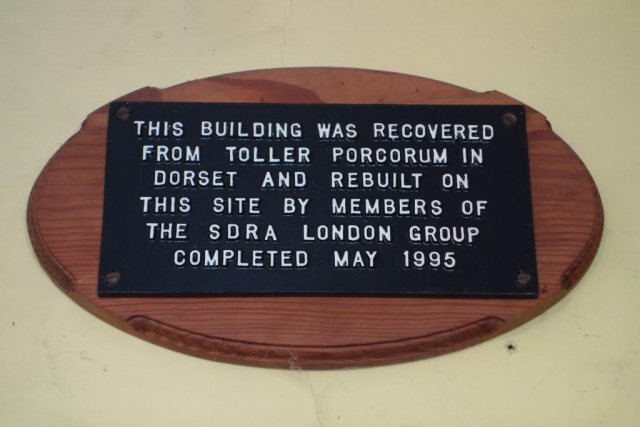 THIS BUILDING WAS RECOVERED
FROM TOLLER PORCORUM IN
DORSET AND REBUILT ON
THIS SITE BY MEMBERS OF
THE SDRA LONDON GROUP
COMPLETED MAY 1995